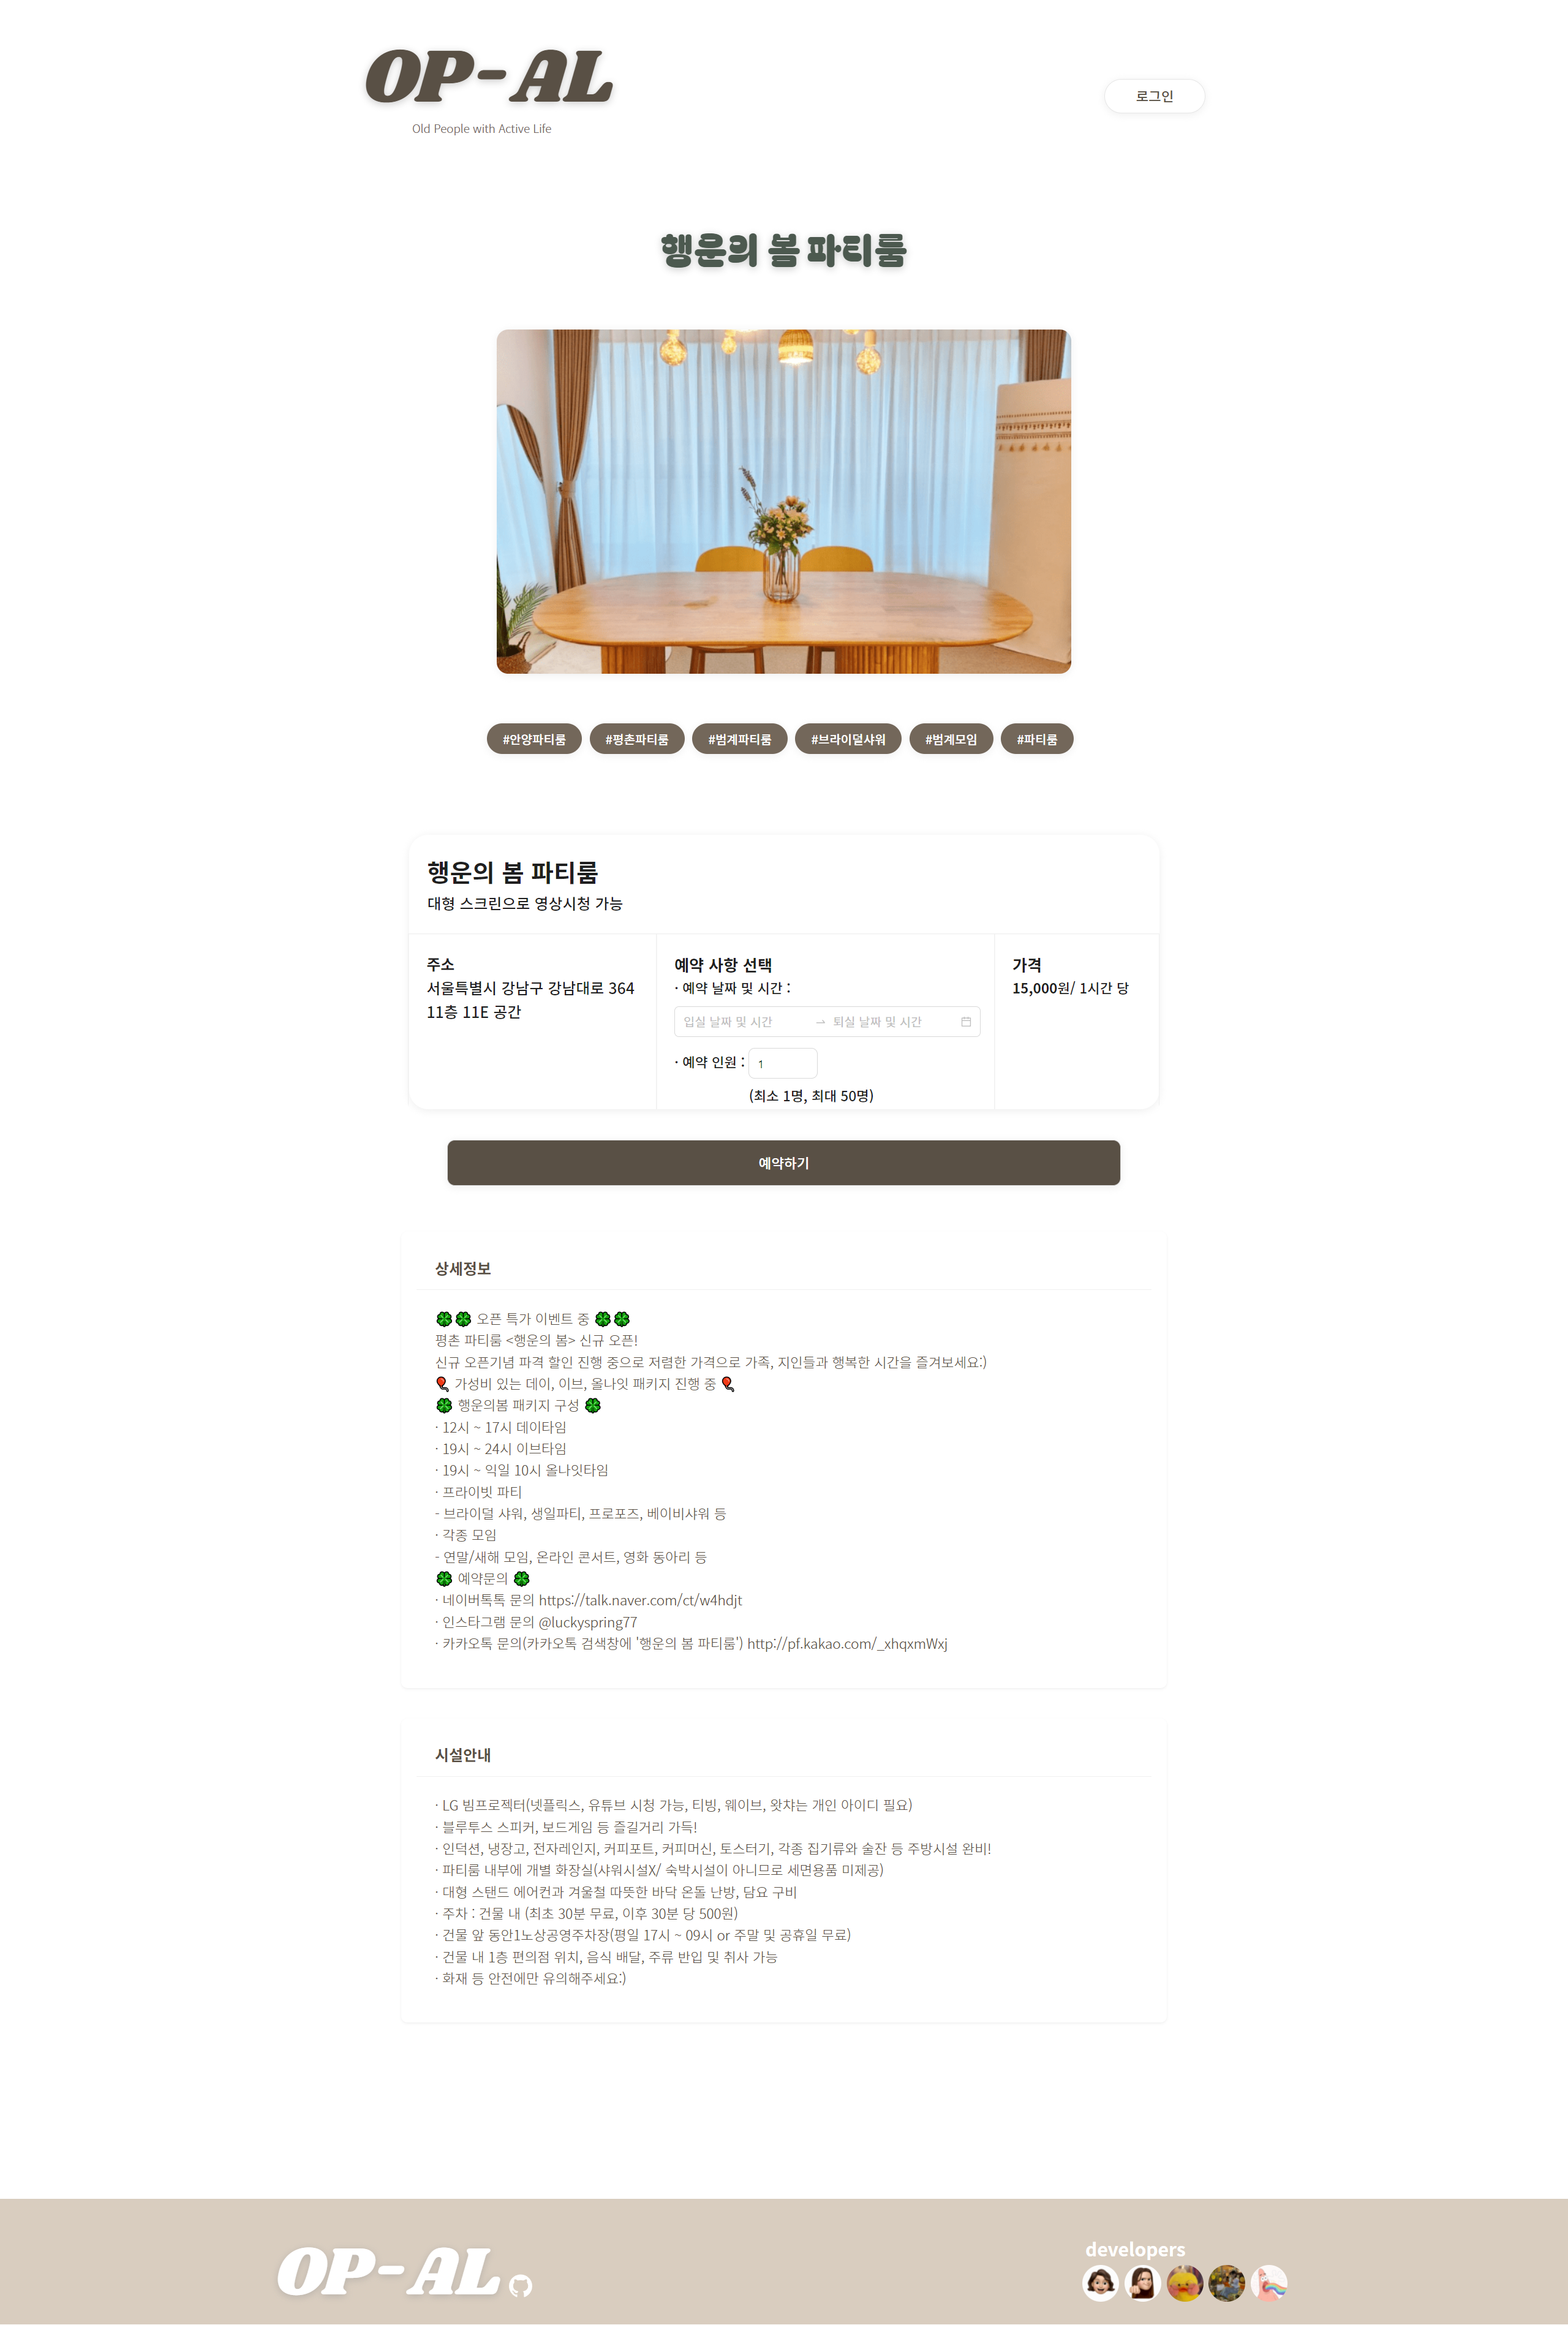 OP-AL
Old People with Active Life
로그인
행운의 봄 파티룸
#안양파티룸 #평촌파티룸 #범계파티룸 #브라이덜샤워 #범계모임 #파티룸
행운의 봄 파티룸
대형 스크린으로 영상시청 가능
주소
서울특별시 강남구 강남대로 364
11층 11E 공간
예약 사항 선택
· 예약 날짜 및 시간 :
입실 날짜 및 시간 → 퇴실 날짜 및 시간
· 예약 인원 : 1
(최소 1명, 최대 50명)
가격
15,000원/ 1시간 당
예약하기
상세정보
🍀🍀 오픈 특가 이벤트 중 🍀🍀
평촌 파티룸 <행운의 봄> 신규 오픈!
신규 오픈기념 파격 할인 진행 중으로 저렴한 가격으로 가족, 지인들과 행복한 시간을 즐겨보세요:)
🎈 가성비 있는 데이, 이브, 올나잇 패키지 진행 중 🎈
🍀 행운의봄 패키지 구성 🍀
· 12시 ~ 17시 데이타임
· 19시 ~ 24시 이브타임
· 19시 ~ 익일 10시 올나잇타임
· 프라이빗 파티
- 브라이덜 샤워, 생일파티, 프로포즈, 베이비샤워 등
· 각종 모임
- 연말/새해 모임, 온라인 콘서트, 영화 동아리 등
🍀 예약문의 🍀
· 네이버톡톡 문의 https://talk.naver.com/ct/w4hdjt
· 인스타그램 문의 @luckyspring77
· 카카오톡 문의(카카오톡 검색창에 '행운의 봄 파티룸') http://pf.kakao.com/_xhqxmWxj
시설안내
· LG 빔프로젝터(넷플릭스, 유튜브 시청 가능, 티빙, 웨이브, 왓챠는 개인 아이디 필요)
· 블루투스 스피커, 보드게임 등 즐길거리 가득!
· 인덕션, 냉장고, 전자레인지, 커피포트, 커피머신, 토스터기, 각종 집기류와 술잔 등 주방시설 완비!
· 파티룸 내부에 개별 화장실(샤워시설X/ 숙박시설이 아니므로 세면용품 미제공)
· 대형 스탠드 에어컨과 겨울철 따뜻한 바닥 온돌 난방, 담요 구비
· 주차 : 건물 내 (최초 30분 무료, 이후 30분 당 500원)
· 건물 앞 동안1노상공영주차장(평일 17시 ~ 09시 or 주말 및 공휴일 무료)
· 건물 내 1층 편의점 위치, 음식 배달, 주류 반입 및 취사 가능
· 화재 등 안전에만 유의해주세요:)
OP-AL
developers